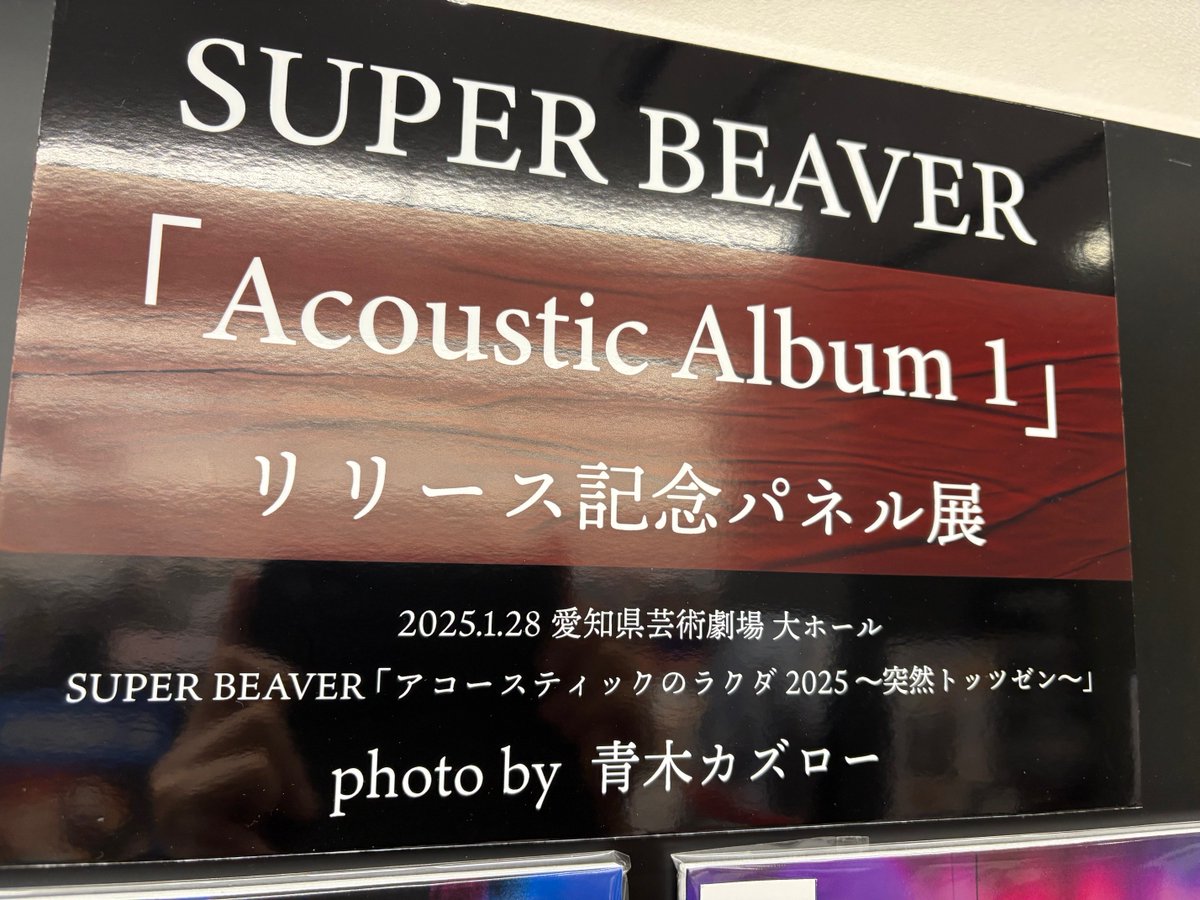 SUPER BEAVER
「Acoustic Album 1」
リリース記念パネル展
2025.1.28 愛知県芸術劇場 大ホール
SUPER BEAVER「アコースティックのラクダ 2025 〜突然トッツゼン〜」
photo by 青木カズロー